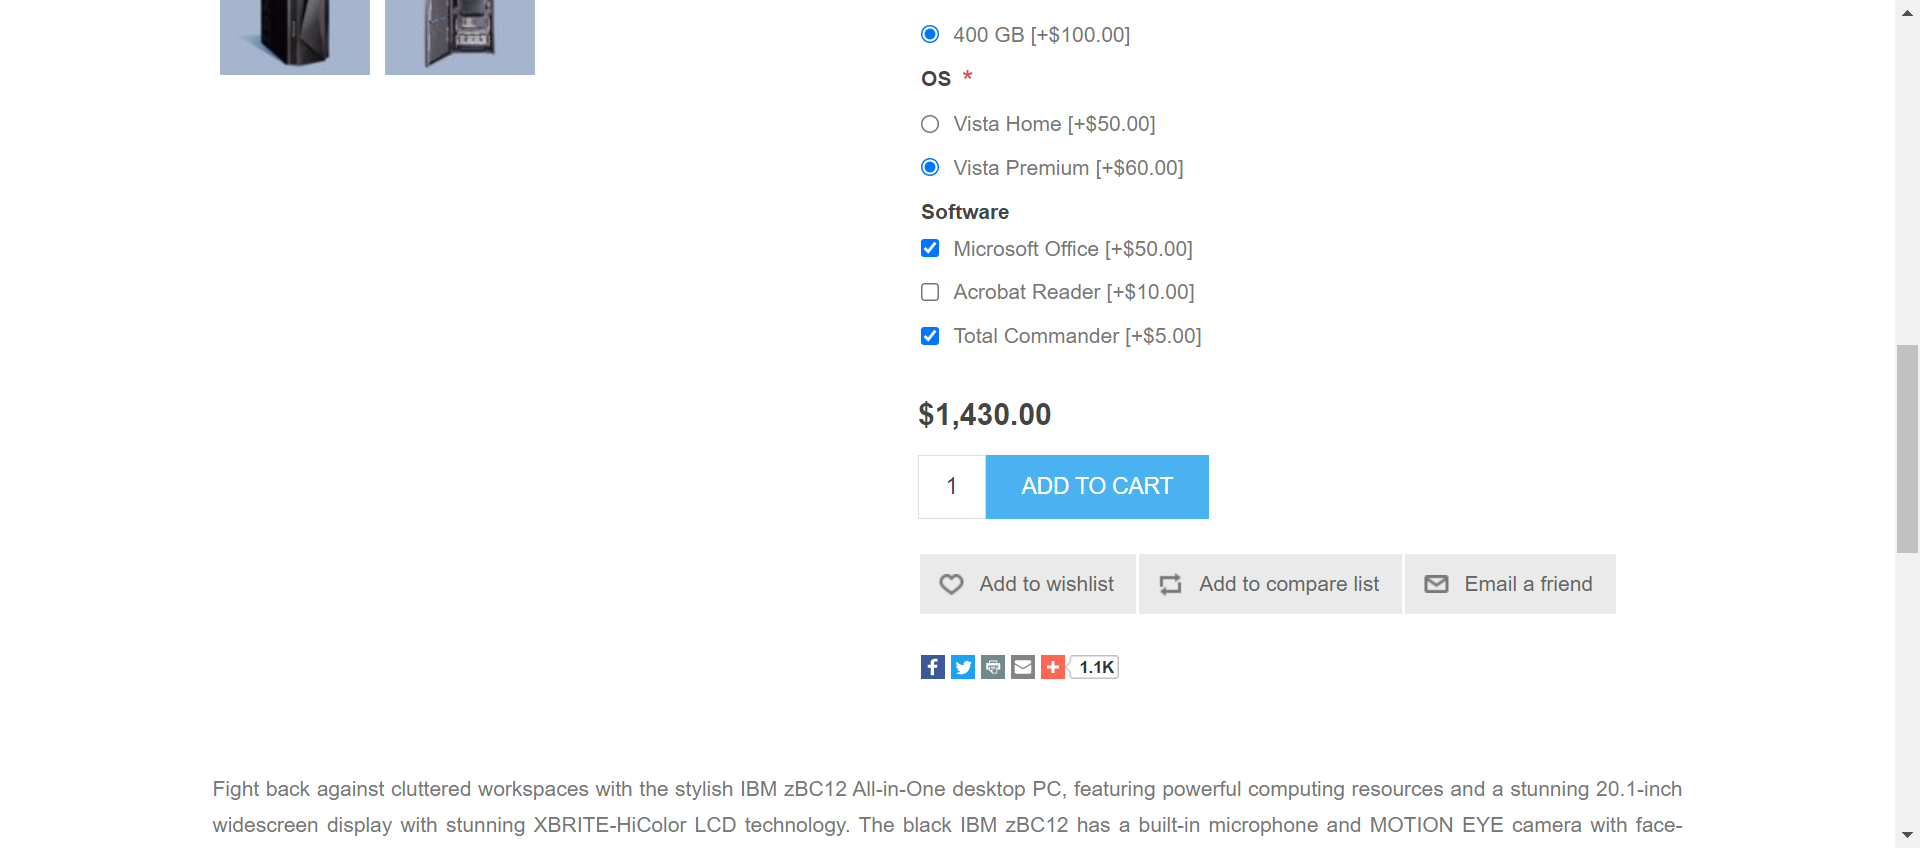 400 GB [+$100.00]
OS *
Vista Home [+$50.00]
Vista Premium [+$60.00]
Software
Microsoft Office [+$50.00]
Acrobat Reader [+$10.00]
Total Commander [+$5.00]
$1,430.00
1 ADD TO CART
Add to wishlist Add to compare list Email a friend
1.1K
Fight back against cluttered workspaces with the stylish IBM zBC12 All-in-One desktop PC, featuring powerful computing resources and a stunning 20.1-inch
widescreen display with stunning XBRITE-HiColor LCD technology. The black IBM zBC12 has a built-in microphone and MOTION EYE camera with face-